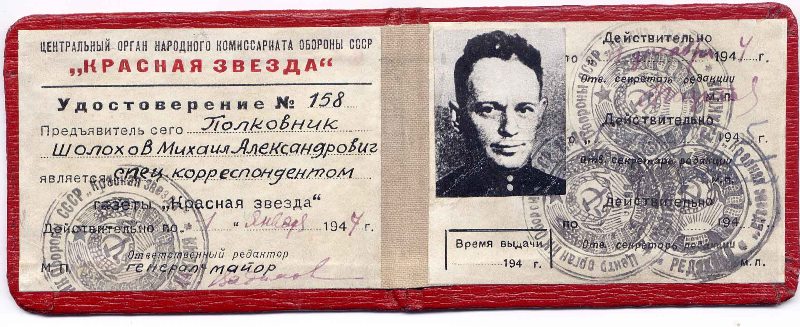 ЦЕНТРАЛЬНЫЙ ОРГАН НАРОДНОГО КОМИССАРИАТА ОБОРОНЫ СССР
„КРАСНАЯ ЗВЕЗДА“
Удостоверение № 158
Предъявитель сего Полковник
Шолохов Михаил Александрович
является спец. корреспондентом
газеты „Красная звезда“
Действительно по „1 “ Января 1947 г.
Ответственный редактор
М. П. генерал-майор
Действительно
194 г.
Отв. секретарь редакции
М. П.
Действительно
по 194 г.
Отв. секретарь редакции
М. П.
Действительно
по 194
Отв. секретарь редакции
М. П.
Время выдачи
194 г.